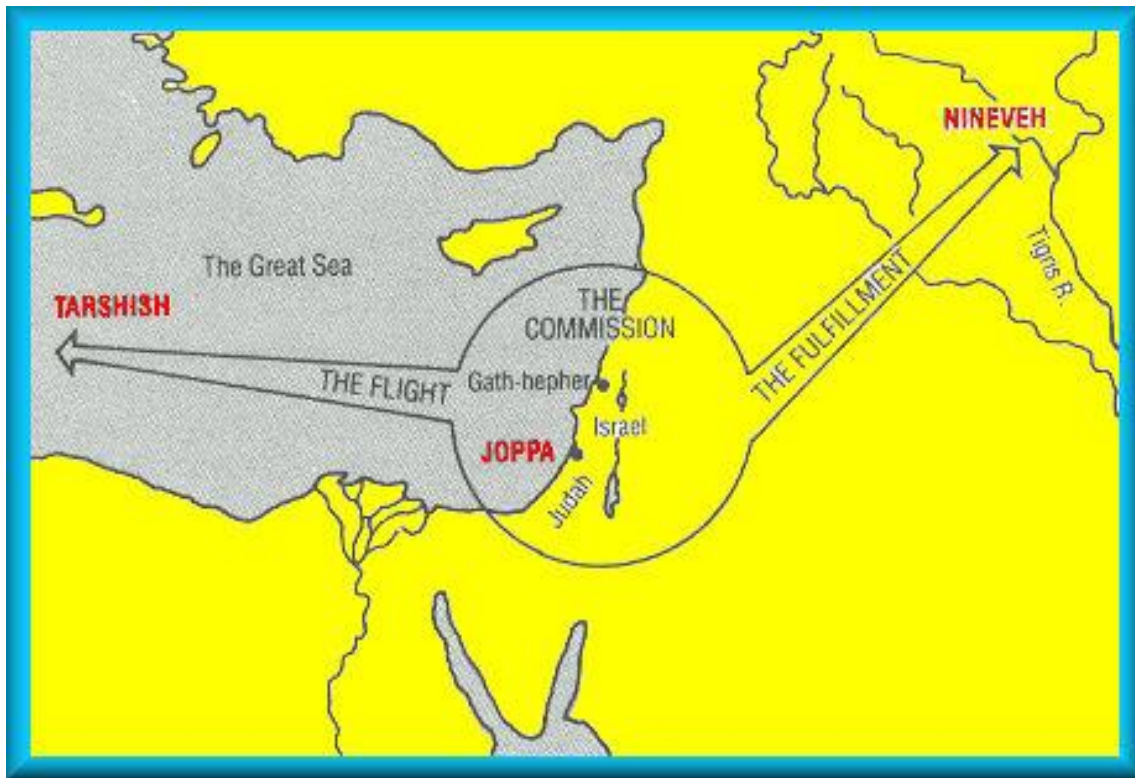 NINEVEH
The Great Sea
TARSHISH
THE
COMMISSION
THE FLIGHT
Gath-hepher
Israel
JOPPA
Judah
THE FULFILLMENT
Tigris R.